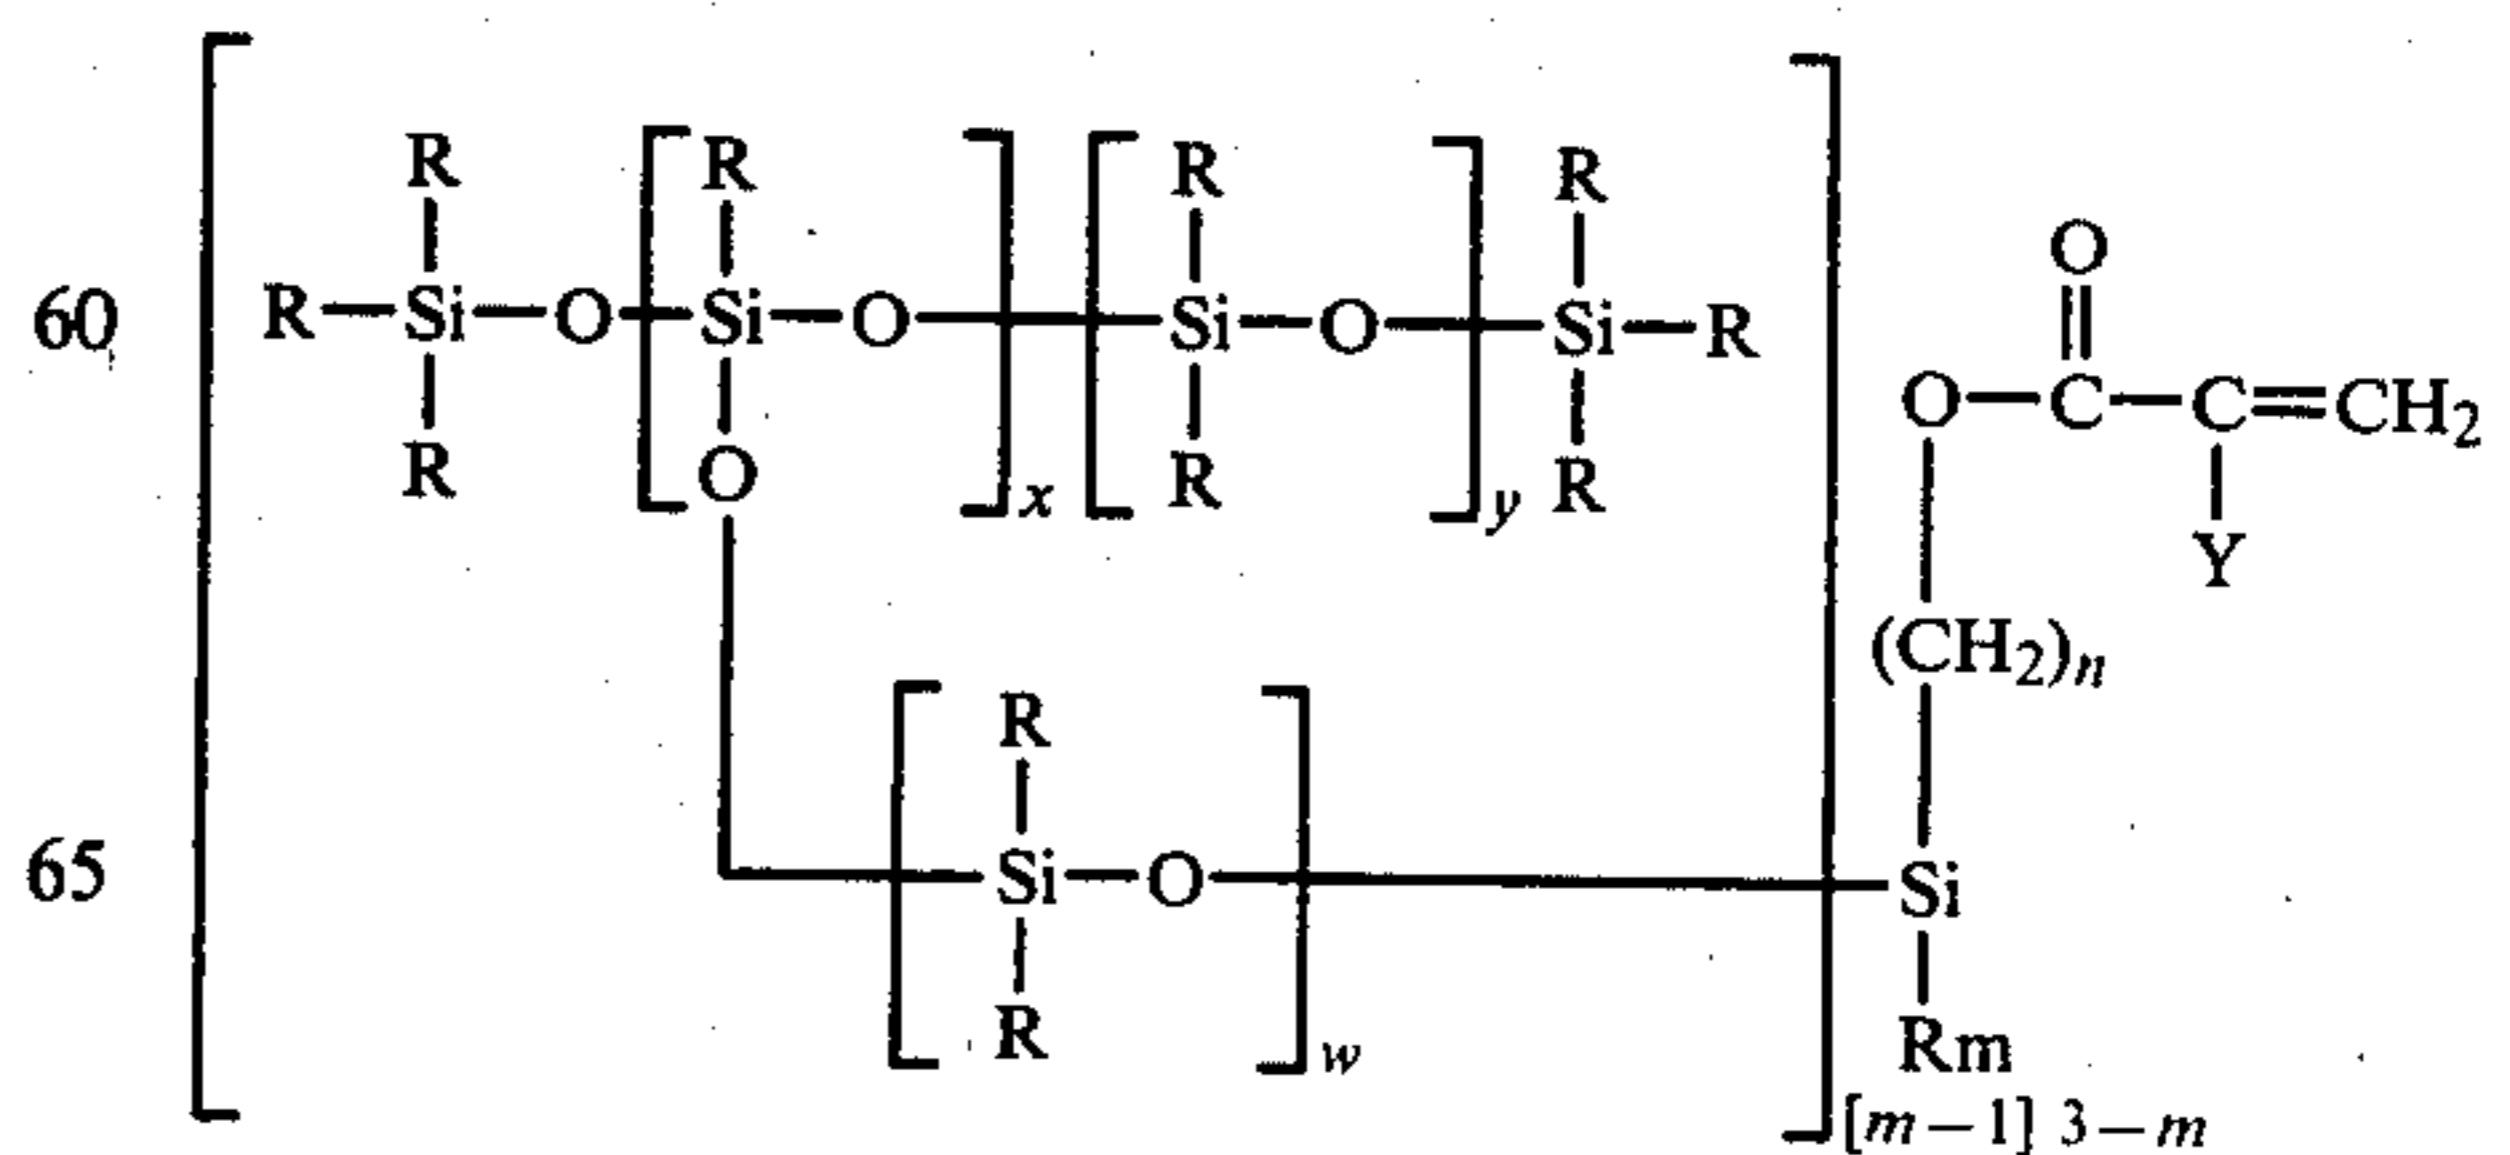 R R R R
O
60 R—Si—O Si—O Si—O Si—R
O—C—C=CH2
R O x R y R
Y
(CH2)n
R
65 Si—O Si
R w Rm
[m−1] 3−m